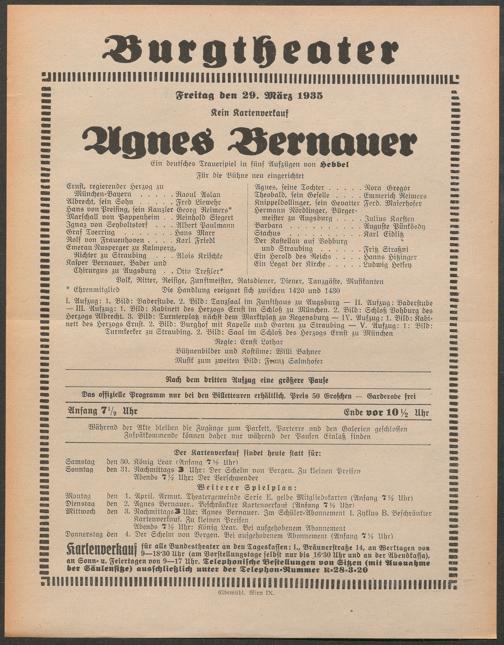 Burgtheater
Freitag den 29. März 1935
Kein Kartenverkauf
Agnes Bernauer
Ein deutsches Trauerspiel in fünf Aufzügen von Hebbel
Für die Bühne neu eingerichtet
Ernst, regierender Herzog zu
München-Bayern . . . . . Raoul Aslan
Albrecht, sein Sohn . . . . . Fred Liewehr
Hans von Preising, sein Kanzler Georg Reimers*
Marschall von Pappenheim . . Reinhold Siegert
Ignaz von Seyboltstorf . . . Albert Paulmann
Graf Toerring . . . . . Hans Marr
Rolf von Frauenhoven . . . Karl Friedl
Emeran Nusperger zu Kalmperg,
Richter zu Straubing . . . Alois Krischke
Kaspar Bernauer, Bader und
Chirurgus zu Augsburg . . . Otto Treßler*
Agnes, seine Tochter . . . . . Nora Gregor
Theobald, sein Geselle . . . . Emmerich Reimers
Knippeldollinger, sein Gevatter Ferd. Maierhofer
Hermann Nördlinger, Bürger-
meister zu Augsburg . . . Julius Karsten
Barbara . . . . . Auguste Pünkösdy
Stachus . . . . . Karl Eidlitz
Der Kastellan auf Vohburg
und Straubing . . . . . Fritz Straßni
Ein Herold des Reichs . . . Hanns Hitzinger
Ein Legat der Kirche . . . Ludwig Hetsey
Volk, Ritter, Reisige, Zunftmeister, Ratsdiener, Diener, Tanzgäste, Musikanten
* Ehrenmitglied Die Handlung ereignet sich zwischen 1420 und 1430
I. Aufzug: 1. Bild: Baderstube. 2. Bild: Tanzsaal im Zunfthaus zu Augsburg — II. Aufzug: Baderstube
— III. Aufzug: 1. Bild: Kabinett des Herzogs Ernst im Schloß zu München. 2. Bild: Schloß Vohburg des
Herzogs Albrecht. 3. Bild: Turnierplatz nächst dem Marktplatz zu Regensburg — IV. Aufzug: 1. Bild: Kabi-
nett des Herzogs Ernst. 2. Bild: Burghof mit Kapelle und Garten zu Straubing — V. Aufzug: 1. Bild:
Turmkerker zu Straubing. 2. Bild: Saal im Schloß des Herzogs Ernst zu München
Regie: Ernst Lothar
Bühnenbilder und Kostüme: Willi Bahner
Musik zum zweiten Bild: Franz Salmhofer
Nach dem dritten Aufzug eine größere Pause
Das offizielle Programm nur bei den Billetteuren erhältlich. Preis 50 Groschen — Garderobe frei
Anfang 7½ Uhr Ende vor 10½ Uhr
Während der Akte bleiben die Zugänge zum Parkett, Parterre und den Galerien geschlossen
Zuspätkommende können daher nur während der Pausen Einlaß finden
Der Kartenverkauf findet heute statt für:
Samstag den 30. König Lear (Anfang 7½ Uhr)
Sonntag den 31. Nachmittags 3 Uhr: Der Schelm von Bergen. Zu kleinen Preisen
Abends 7½ Uhr: Der Verschwender
Weiterer Spielplan:
Montag den 1. April. Armut. Theatergemeinde Serie E, gelbe Mitgliedskarten (Anfang 7½ Uhr)
Dienstag den 2. Agnes Bernauer. Beschränkter Kartenverkauf (Anfang 7½ Uhr)
Mittwoch den 3. Nachmittags 3 Uhr: Agnes Bernauer. Im Schüler-Abonnement I. Zyklus B. Beschränkter
Kartenverkauf. Zu kleinen Preisen
Abends 7½ Uhr: König Lear. Bei aufgehobenem Abonnement
Donnerstag den 4. Der Schelm von Bergen. Bei aufgehobenem Abonnement (Anfang 7½ Uhr)
Kartenverkauf für alle Bundestheater an den Tageskassen: I., Bräunerstraße 14, an Werktagen von
9—18'30 Uhr (am Vorstellungstage selbst nur bis 16'30 Uhr und an der Abendkassa),
an Sonn- u. Feiertagen von 9—17 Uhr. Telephonische Bestellungen von Sitzen (mit Ausnahme
der Säulensitze) ausschließlich unter der Telephon-Nummer R-28-3-20
Elbemühl, Wien IX.